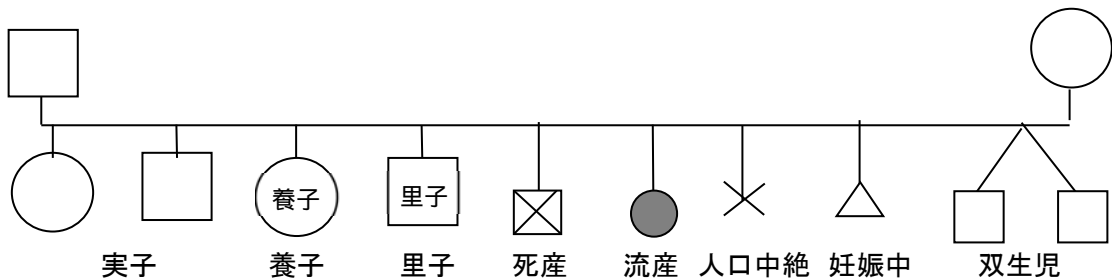 養子 里子
実子 養子 里子 死産 流産 人口中絶 妊娠中 双生児